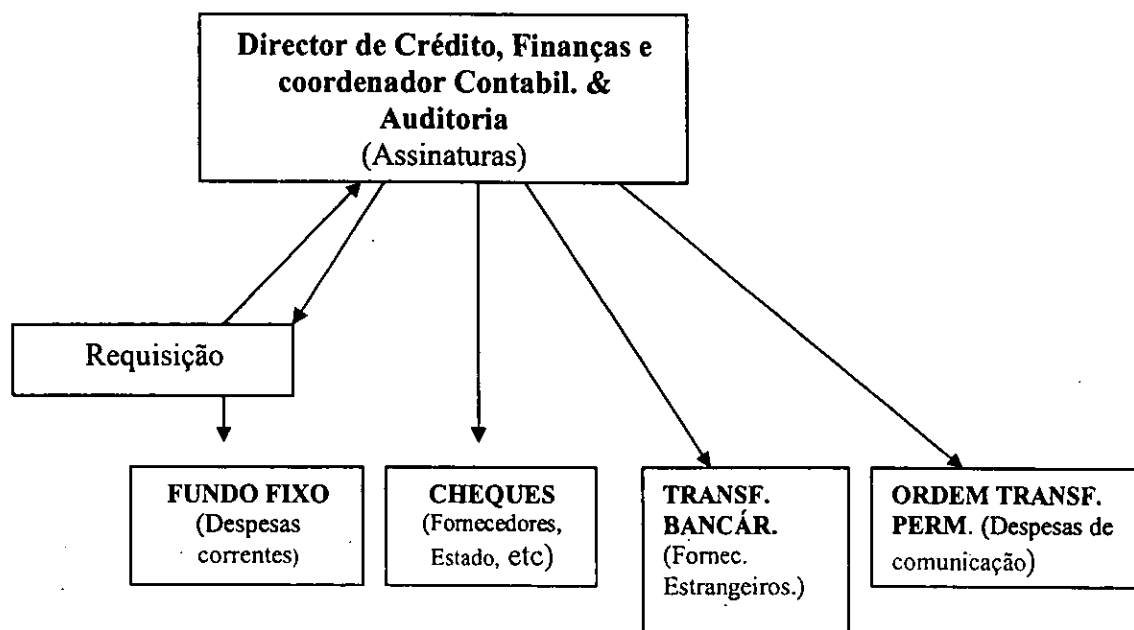 Director de Crédito, Finanças e
coordenador Contabil. &
Auditoria
(Assinaturas)
Requisição
FUNDO FIXO
(Despesas
correntes)
CHEQUES
(Fornecedores,
Estado, etc)
TRANSF.
BANCÁR.
(Fornec.
Estrangeiros.)
ORDEM TRANSF.
PERM. (Despesas de
comunicação)